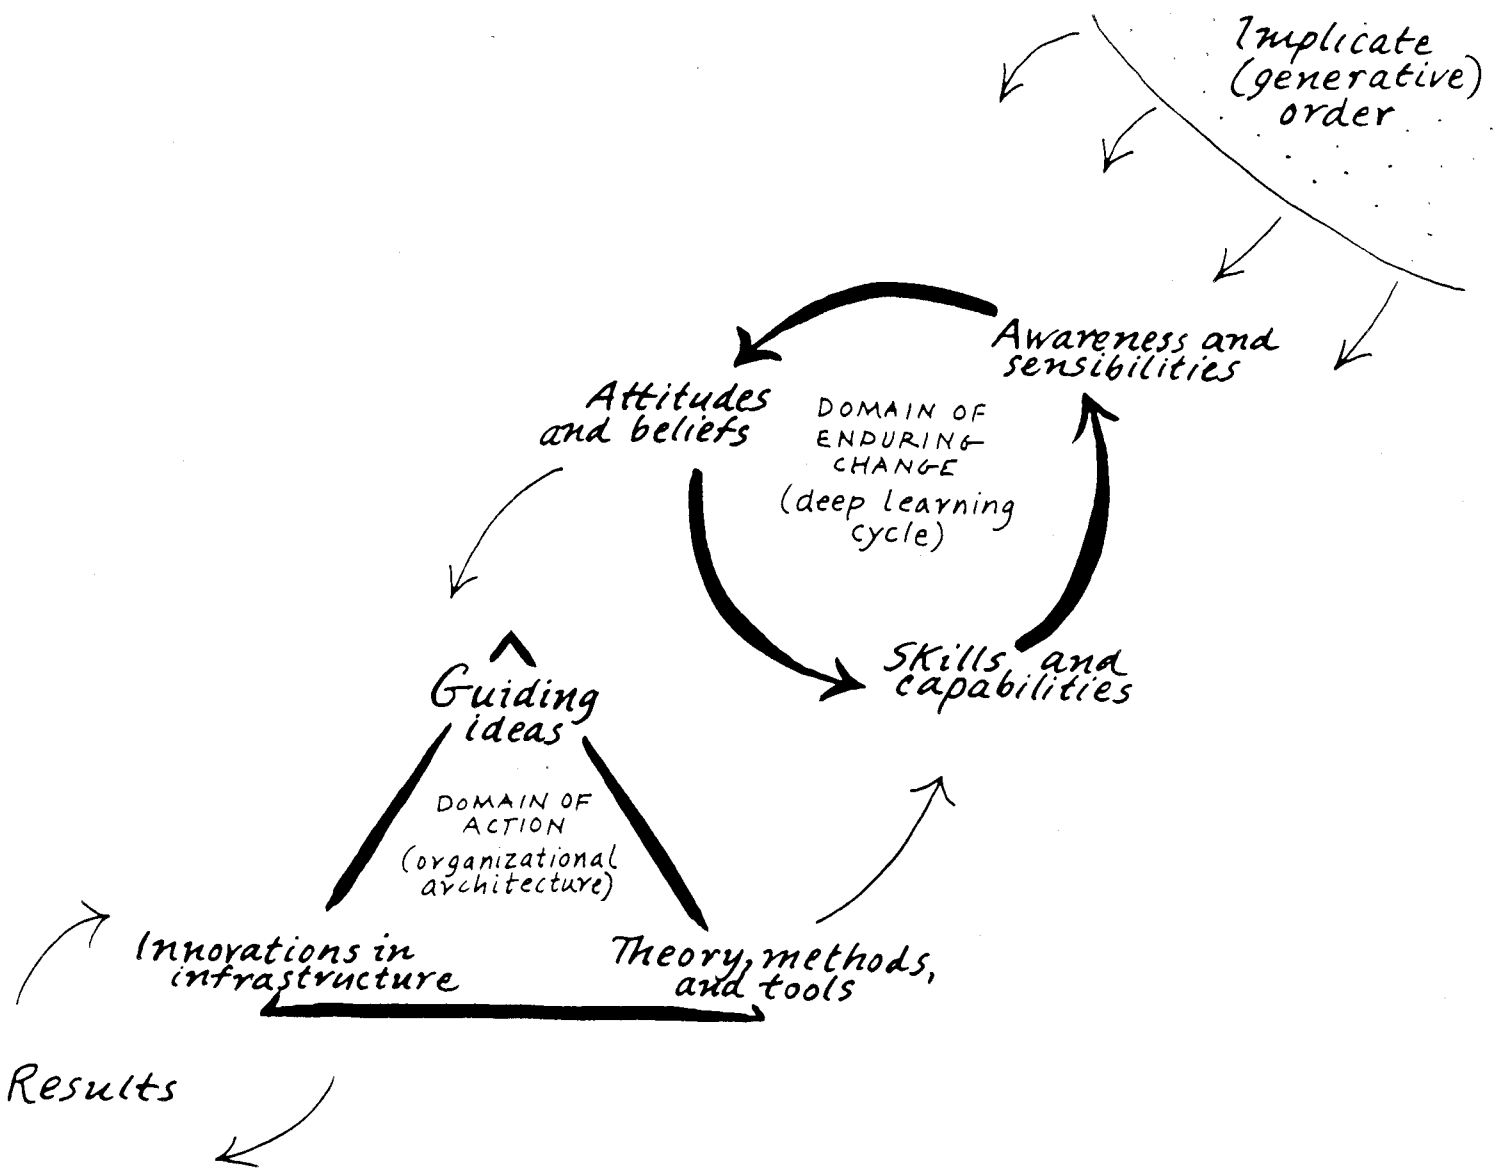 Implicate
(generative)
order
Awareness and
sensibilities
Attitudes
and beliefs
DOMAIN OF
ENDURING
CHANGE
(deep learning
cycle)
Skills and
capabilities
Guiding
ideas
DOMAIN OF
ACTION
(organizational
architecture)
Innovations in
infrastructure
Theory, methods,
and tools
Results